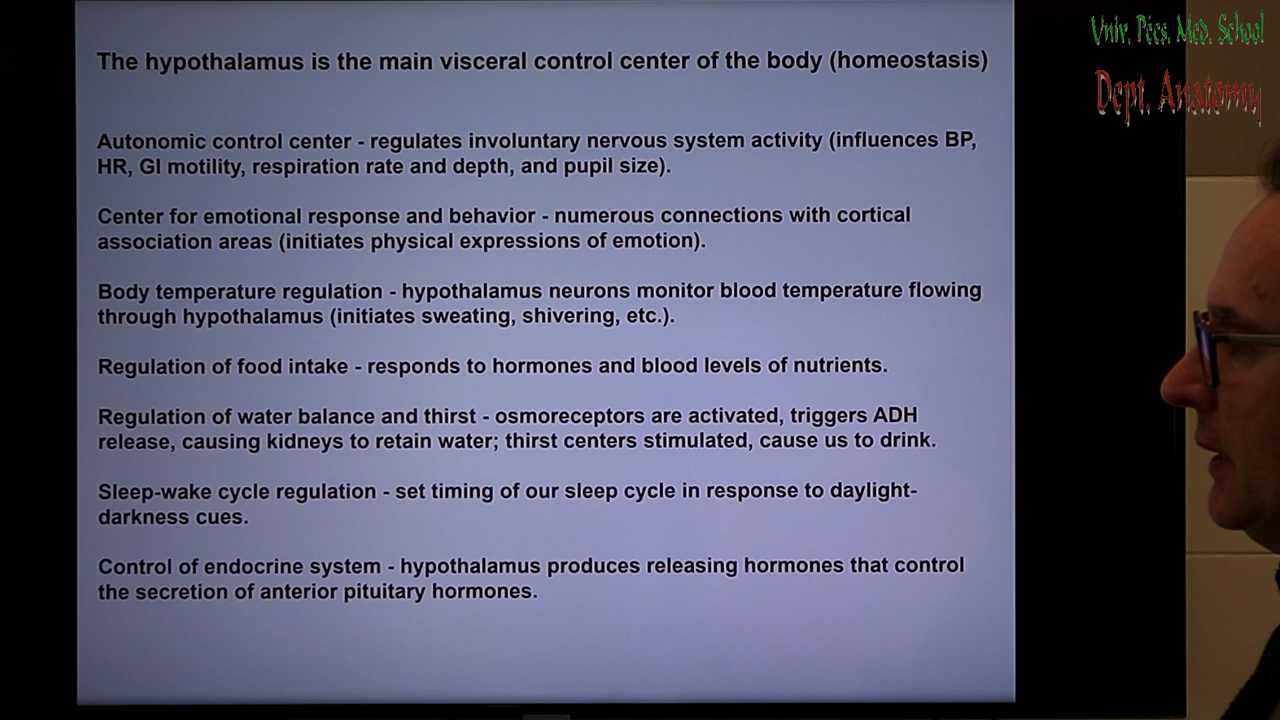 The hypothalamus is the main visceral control center of the body (homeostasis)
Autonomic control center - regulates involuntary nervous system activity (influences BP,
HR, GI motility, respiration rate and depth, and pupil size).
Center for emotional response and behavior - numerous connections with cortical
association areas (initiates physical expressions of emotion).
Body temperature regulation - hypothalamus neurons monitor blood temperature flowing
through hypothalamus (initiates sweating, shivering, etc.).
Regulation of food intake - responds to hormones and blood levels of nutrients.
Regulation of water balance and thirst - osmoreceptors are activated, triggers ADH
release, causing kidneys to retain water; thirst centers stimulated, cause us to drink.
Sleep-wake cycle regulation - set timing of our sleep cycle in response to daylight-
darkness cues.
Control of endocrine system - hypothalamus produces releasing hormones that control
the secretion of anterior pituitary hormones.
Univ. Pécs. Med. School
Dept. Anatomy